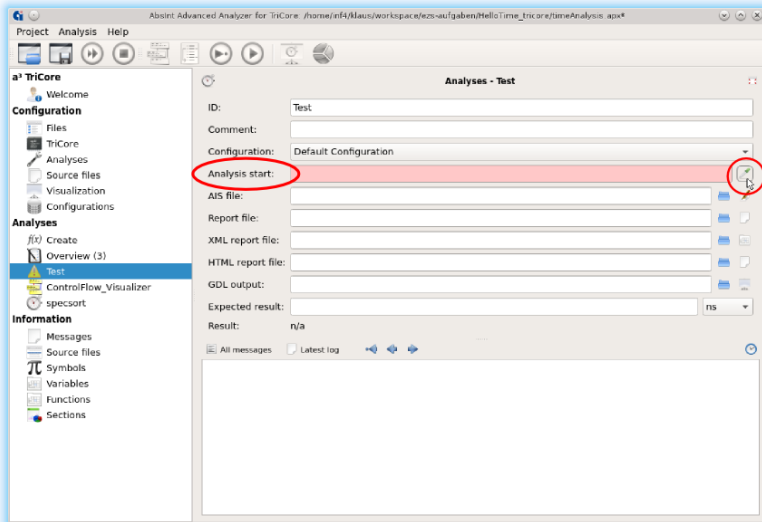 AbsInt Advanced Analyzer for TriCore: /home/inf4/klaus/workspace/ezs-aufgaben/HelloTime_tricore/timeAnalysis.apx*
Project Analysis Help
a³ TriCore
Welcome
Configuration
Files
TriCore
Analyses
Source files
Visualization
Configurations
Analyses
f(x) Create
Overview (3)
Test
ControlFlow_Visualizer
specsort
Information
Messages
Source files
Symbols
Variables
Functions
Sections
Analyses - Test
ID: Test
Comment:
Configuration: Default Configuration
Analysis start:
AIS file:
Report file:
XML report file:
HTML report file:
GDL output:
Expected result: ns
Result: n/a
All messages Latest log